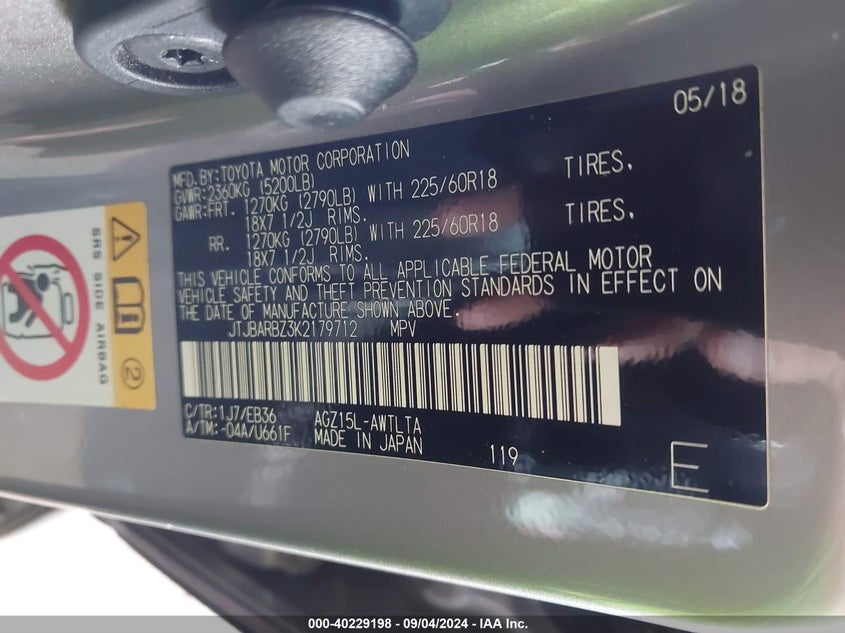 05/18
MFD.BY:TOYOTA MOTOR CORPORATION
GVWR:2360KG (5200LB)
GAWR:FRT. 1270KG (2790LB) WITH 225/60R18 TIRES,
18X7 1/2J RIMS.
RR. 1270KG (2790LB) WITH 225/60R18 TIRES,
18X7 1/2J RIMS.
THIS VEHICLE CONFORMS TO ALL APPLICABLE FEDERAL MOTOR
VEHICLE SAFETY AND THEFT PREVENTION STANDARDS IN EFFECT ON
THE DATE OF MANUFACTURE SHOWN ABOVE.
JTJBARBZ3K2179712 MPV
C/TR:1J7/EB36 AGZ15L-AWTLTA
A/TM:-04A/U661F MADE IN JAPAN
119
E
SRS SIDE AIRBAG
2
000-40229198 - 09/04/2024 - IAA Inc.